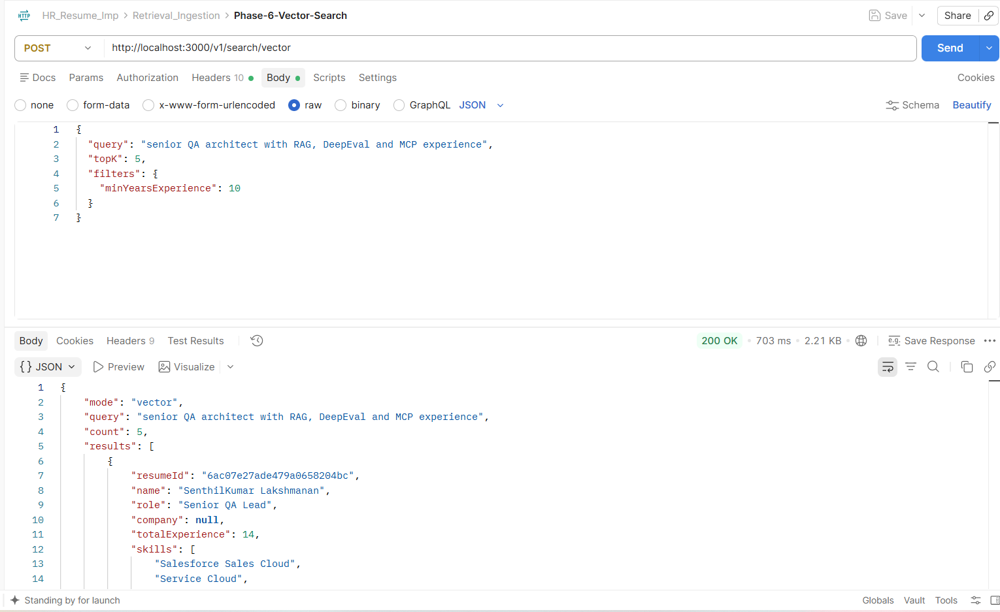 HTTP HR_Resume_Imp > Retrieval_Ingestion > Phase-6-Vector-Search Save Share
POST http://localhost:3000/v1/search/vector Send
Docs Params Authorization Headers 10 Body Scripts Settings Cookies
none form-data x-www-form-urlencoded raw binary GraphQL JSON Schema Beautify
1 {
2 "query": "senior QA architect with RAG, DeepEval and MCP experience",
3 "topK": 5,
4 "filters": {
5 "minYearsExperience": 10
6 }
7 }
Body Cookies Headers 9 Test Results 200 OK • 703 ms • 2.21 KB • e.g. Save Response
{} JSON Preview Visualize
1 {
2 "mode": "vector",
3 "query": "senior QA architect with RAG, DeepEval and MCP experience",
4 "count": 5,
5 "results": [
6 {
7 "resumeId": "6ac07e27ade479a0658204bc",
8 "name": "SenthilKumar Lakshmanan",
9 "role": "Senior QA Lead",
10 "company": null,
11 "totalExperience": 14,
12 "skills": [
13 "Salesforce Sales Cloud",
14 "Service Cloud",
Standing by for launch Globals Vault Tools